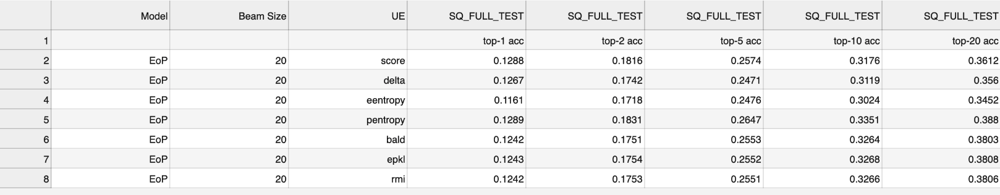 Model Beam Size UE SQ_FULL_TEST SQ_FULL_TEST SQ_FULL_TEST SQ_FULL_TEST SQ_FULL_TEST
1 top-1 acc top-2 acc top-5 acc top-10 acc top-20 acc
2 EoP 20 score 0.1288 0.1816 0.2574 0.3176 0.3612
3 EoP 20 delta 0.1267 0.1742 0.2471 0.3119 0.356
4 EoP 20 eentropy 0.1161 0.1718 0.2476 0.3024 0.3452
5 EoP 20 pentropy 0.1289 0.1831 0.2647 0.3351 0.388
6 EoP 20 bald 0.1242 0.1751 0.2553 0.3264 0.3803
7 EoP 20 epkl 0.1243 0.1754 0.2552 0.3268 0.3808
8 EoP 20 rmi 0.1242 0.1753 0.2551 0.3266 0.3806